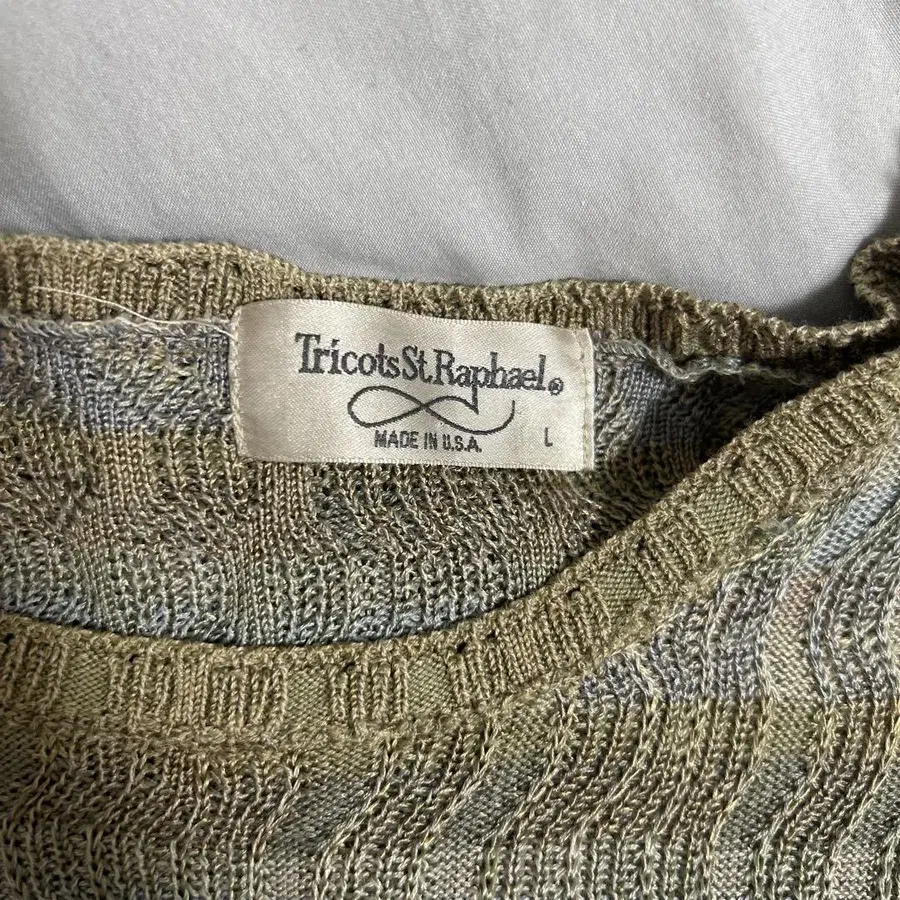 Tricots St. Raphael®
MADE IN U.S.A. L